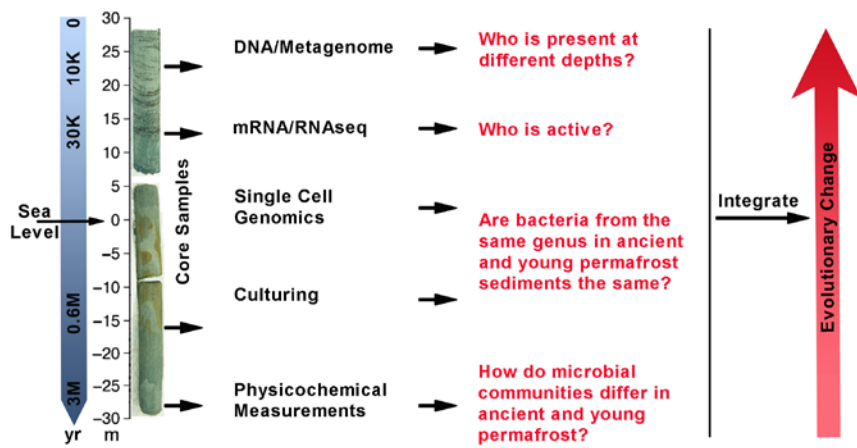 0
10K
30K
0.6M
3M
yr
Sea
Level
30
25
20
15
10
5
0
−5
−10
−15
−20
−25
−30
m
Core Samples
DNA/Metagenome
mRNA/RNAseq
Single Cell
Genomics
Culturing
Physicochemical
Measurements
Who is present at
different depths?
Who is active?
Are bacteria from the
same genus in ancient
and young permafrost
sediments the same?
How do microbial
communities differ in
ancient and young
permafrost?
Integrate
Evolutionary Change